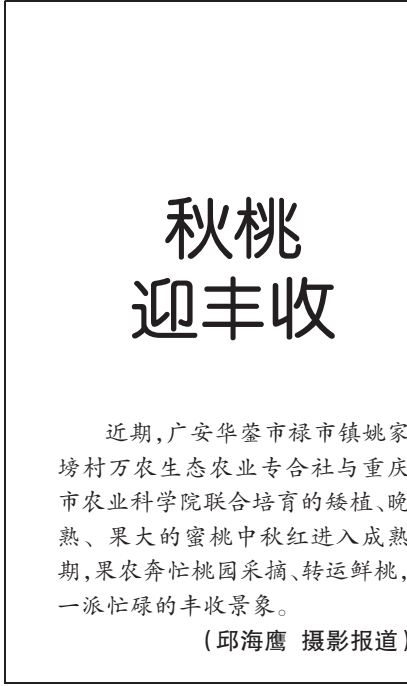 秋桃
迎丰收
近期,广安华蓥市禄市镇姚家
塝村万农生态农业专合社与重庆
市农业科学院联合培育的矮植、晚
熟、果大的蜜桃中秋红进入成熟
期,果农奔忙桃园采摘、转运鲜桃,
一派忙碌的丰收景象。
(邱海鹰 摄影报道)